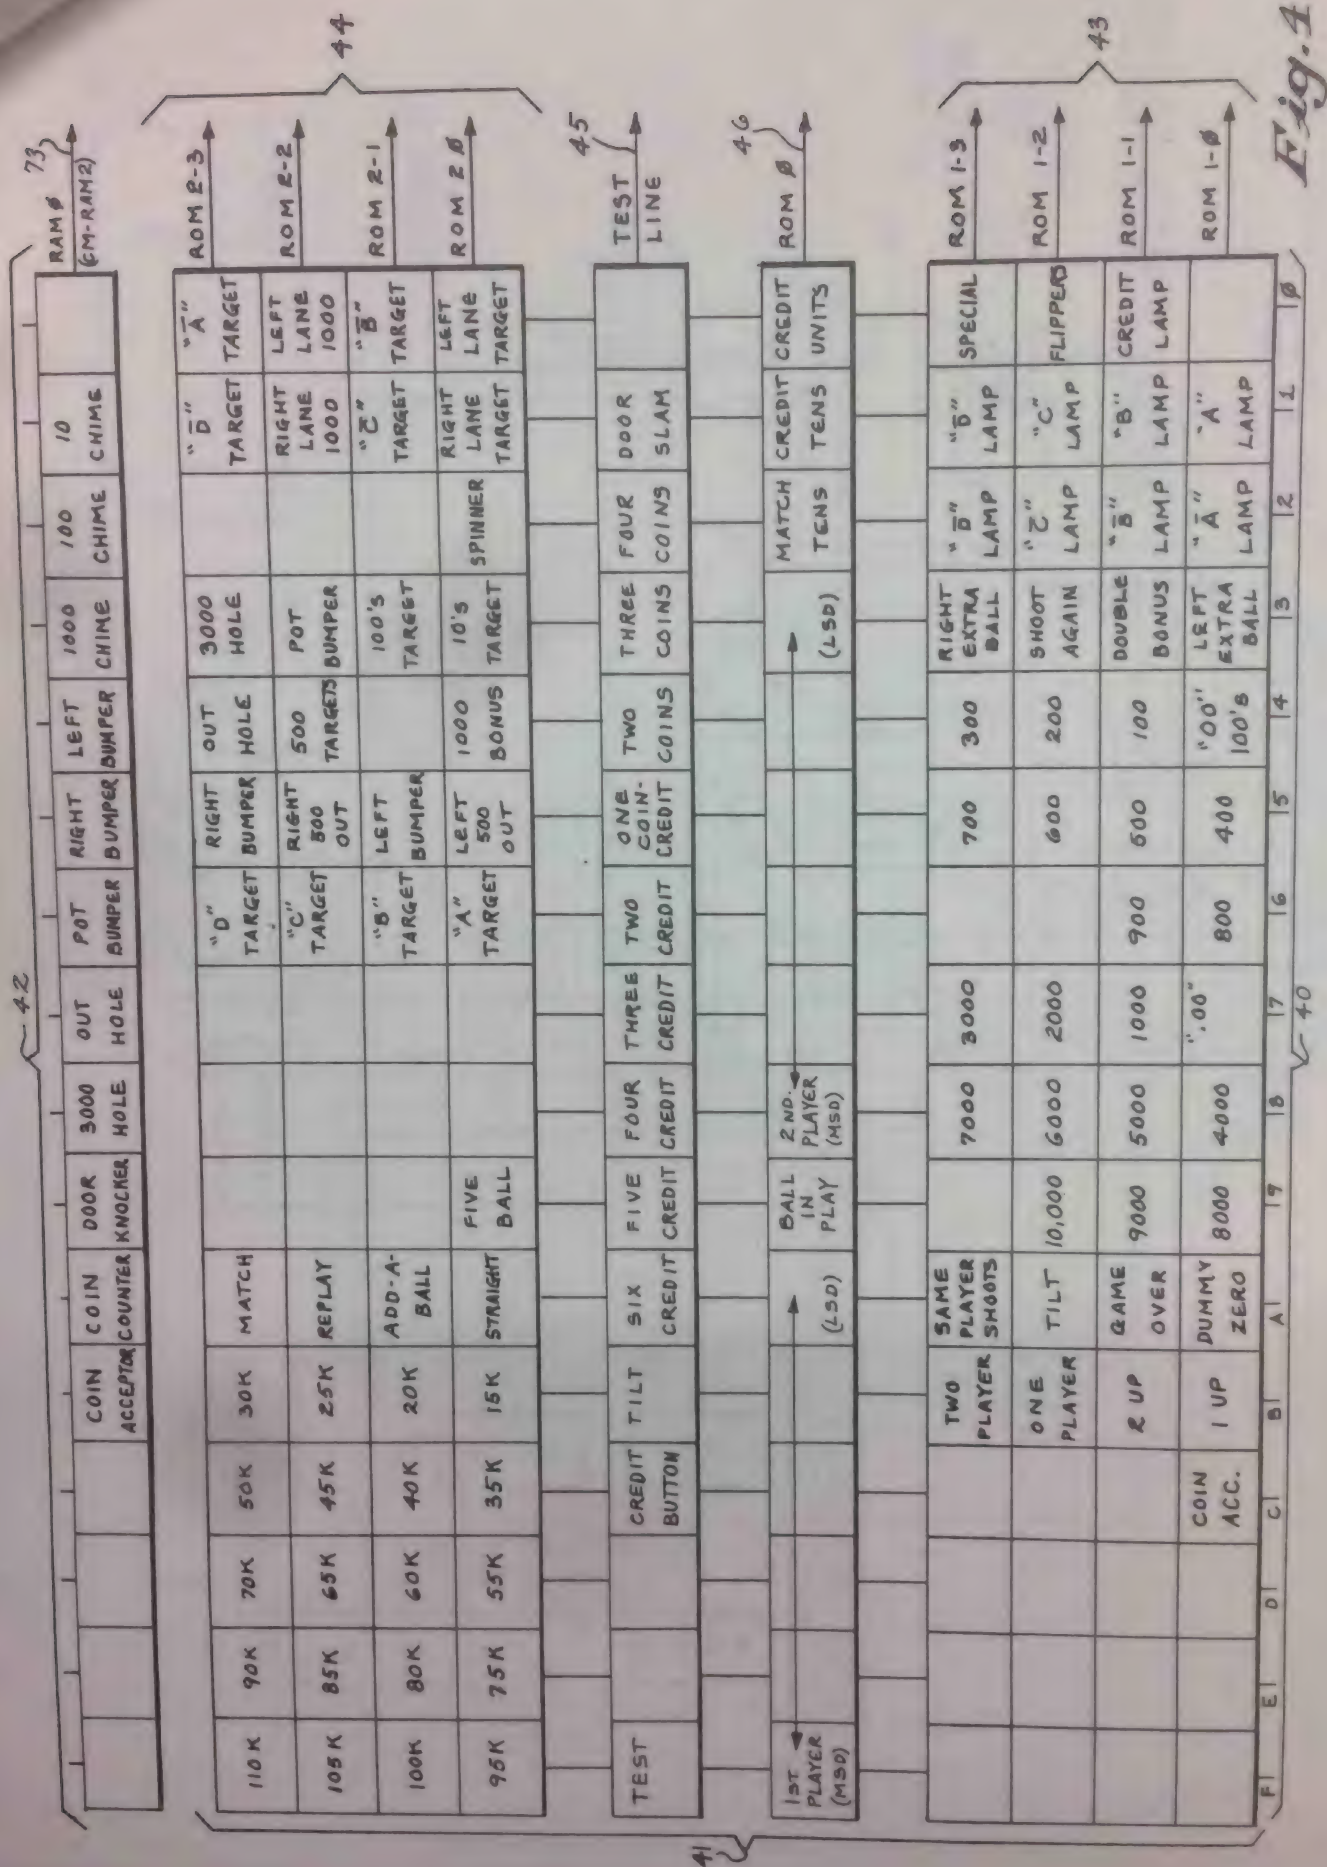 42
73
COIN COIN DOOR 3000 OUT POT RIGHT LEFT 1000 100 10 RAMφ
ACCEPTOR COUNTER KNOCKER HOLE HOLE BUMPER BUMPER BUMPER CHIME CHIME CHIME (CM-RAM2)
41
44
110K 90K 70K 50K 30K MATCH "D" TARGET RIGHT BUMPER OUT HOLE 3000 HOLE "D̅" TARGET "A̅" TARGET ROM 2-3
105K 85K 65K 45K 25K REPLAY "C" TARGET RIGHT 500 OUT 500 TARGETS POT BUMPER RIGHT LANE 1000 LEFT LANE 1000 ROM 2-2
100K 80K 60K 40K 20K ADD-A-BALL "B" TARGET LEFT BUMPER 100'S TARGET "C̅" TARGET "B̅" TARGET ROM 2-1
95K 75K 55K 35K 15K STRAIGHT FIVE BALL "A" TARGET LEFT 500 OUT 1000 BONUS 10'S TARGET SPINNER RIGHT LANE TARGET LEFT LANE TARGET ROM 2φ
45
TEST CREDIT BUTTON TILT SIX CREDIT FIVE CREDIT FOUR CREDIT THREE CREDIT TWO CREDIT ONE COIN-CREDIT TWO COINS THREE COINS FOUR COINS DOOR SLAM TEST LINE
46
1ST PLAYER (MSD) (LSD) BALL IN PLAY 2ND. PLAYER (MSD) (LSD) MATCH TENS CREDIT TENS CREDIT UNITS ROM φ
43
TWO PLAYER SAME PLAYER SHOOTS 7000 3000 700 300 RIGHT EXTRA BALL "D̅" LAMP "D" LAMP SPECIAL ROM 1-3
ONE PLAYER TILT 10,000 6000 2000 600 200 SHOOT AGAIN "C̅" LAMP "C" LAMP FLIPPERS ROM 1-2
2 UP GAME OVER 9000 5000 1000 900 500 100 DOUBLE BONUS "B̅" LAMP "B" LAMP CREDIT LAMP ROM 1-1
COIN ACC. 1 UP DUMMY ZERO 8000 4000 ".00" 800 400 "00" 100's LEFT EXTRA BALL "A̅" LAMP "A" LAMP ROM 1-φ
F E D C B A 9 8 7 6 5 4 3 2 1 φ
40
Fig. 4